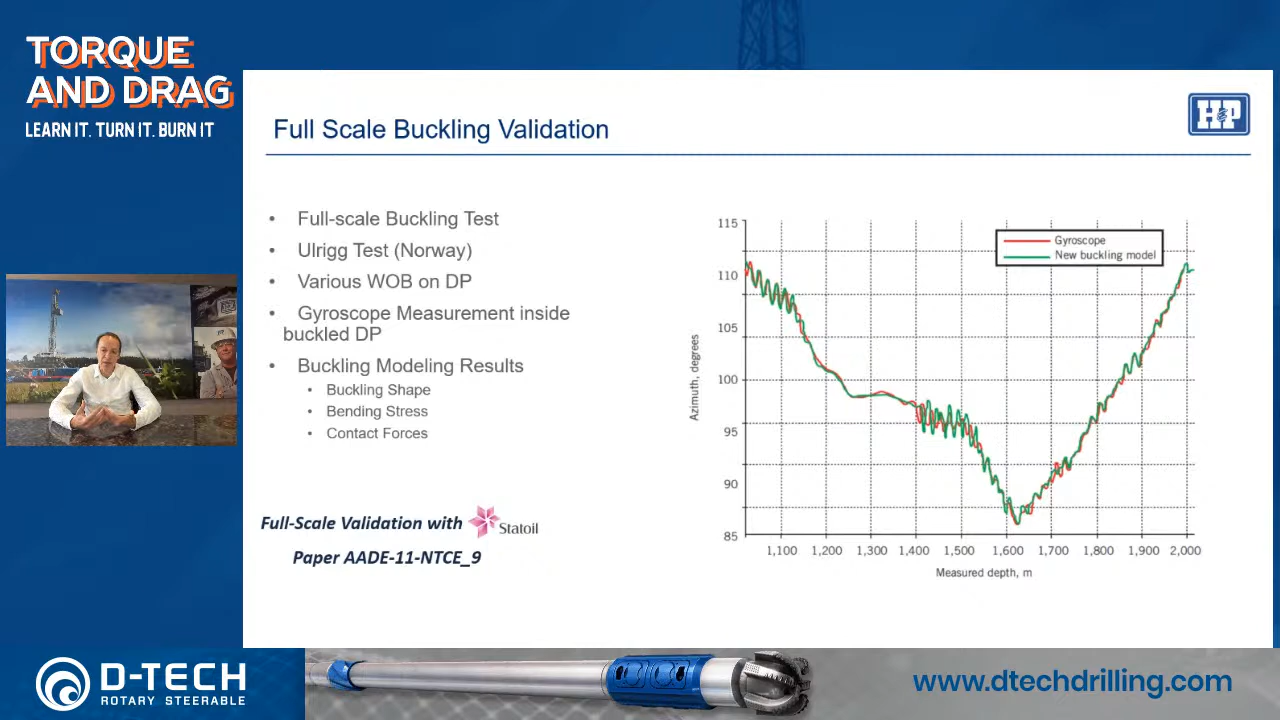 TORQUE
AND DRAG
LEARN IT. TURN IT. BURN IT
Full Scale Buckling Validation
H&P
• Full-scale Buckling Test
• Ulrigg Test (Norway)
• Various WOB on DP
• Gyroscope Measurement inside
buckled DP
• Buckling Modeling Results
• Buckling Shape
• Bending Stress
• Contact Forces
Full-Scale Validation with Statoil
Paper AADE-11-NTCE_9
Gyroscope
New buckling model
115
110
105
100
95
90
85
Azimuth, degrees
1,100 1,200 1,300 1,400 1,500 1,600 1,700 1,800 1,900 2,000
Measured depth, m
D-TECH
ROTARY STEERABLE
www.dtechdrilling.com